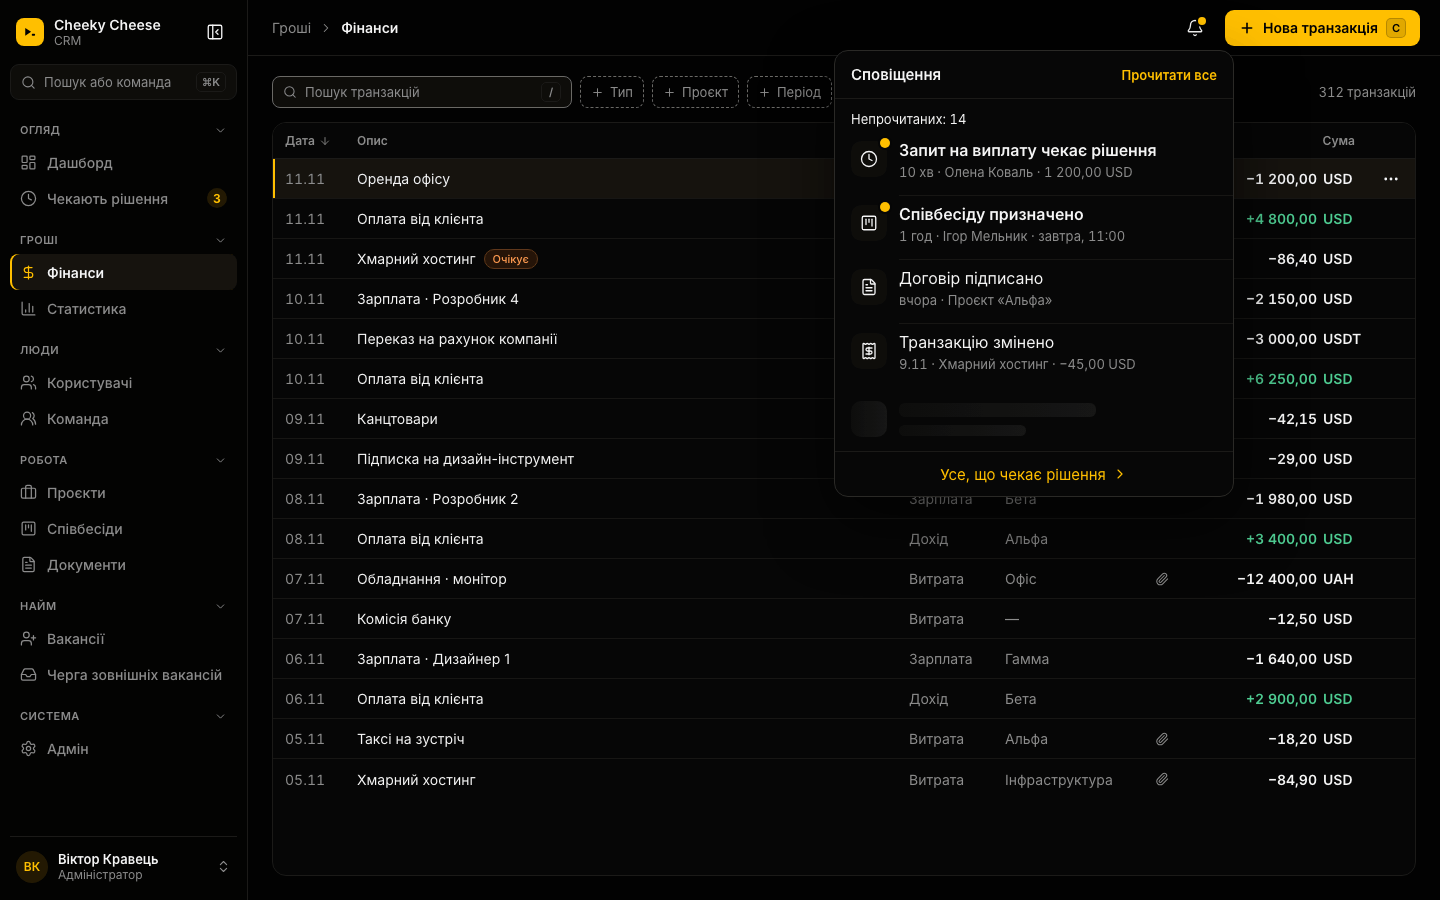 Cheeky Cheese
CRM
Пошук або команда ⌘K
ОГЛЯД
Дашборд
Чекають рішення 3
ГРОШІ
Фінанси
Статистика
ЛЮДИ
Користувачі
Команда
РОБОТА
Проєкти
Співбесіди
Документи
НАЙМ
Вакансії
Черга зовнішніх вакансій
СИСТЕМА
Адмін
ВК
Віктор Кравець
Адміністратор
Гроші Фінанси
Нова транзакція C
Пошук транзакцій /
Тип
Проєкт
Період
312 транзакцій
Дата Опис Сума
11.11 Оренда офісу −1 200,00 USD
11.11 Оплата від клієнта +4 800,00 USD
11.11 Хмарний хостинг Очікує −86,40 USD
10.11 Зарплата · Розробник 4 −2 150,00 USD
10.11 Переказ на рахунок компанії −3 000,00 USDT
10.11 Оплата від клієнта +6 250,00 USD
09.11 Канцтовари −42,15 USD
09.11 Підписка на дизайн-інструмент −29,00 USD
08.11 Зарплата · Розробник 2 Зарплата Бета −1 980,00 USD
08.11 Оплата від клієнта Дохід Альфа +3 400,00 USD
07.11 Обладнання · монітор Витрата Офіс −12 400,00 UAH
07.11 Комісія банку Витрата — −12,50 USD
06.11 Зарплата · Дизайнер 1 Зарплата Гамма −1 640,00 USD
06.11 Оплата від клієнта Дохід Бета +2 900,00 USD
05.11 Таксі на зустріч Витрата Альфа −18,20 USD
05.11 Хмарний хостинг Витрата Інфраструктура −84,90 USD
Сповіщення Прочитати все
Непрочитаних: 14
Запит на виплату чекає рішення
10 хв · Олена Коваль · 1 200,00 USD
Співбесіду призначено
1 год · Ігор Мельник · завтра, 11:00
Договір підписано
вчора · Проєкт «Альфа»
Транзакцію змінено
9.11 · Хмарний хостинг · −45,00 USD
Усе, що чекає рішення